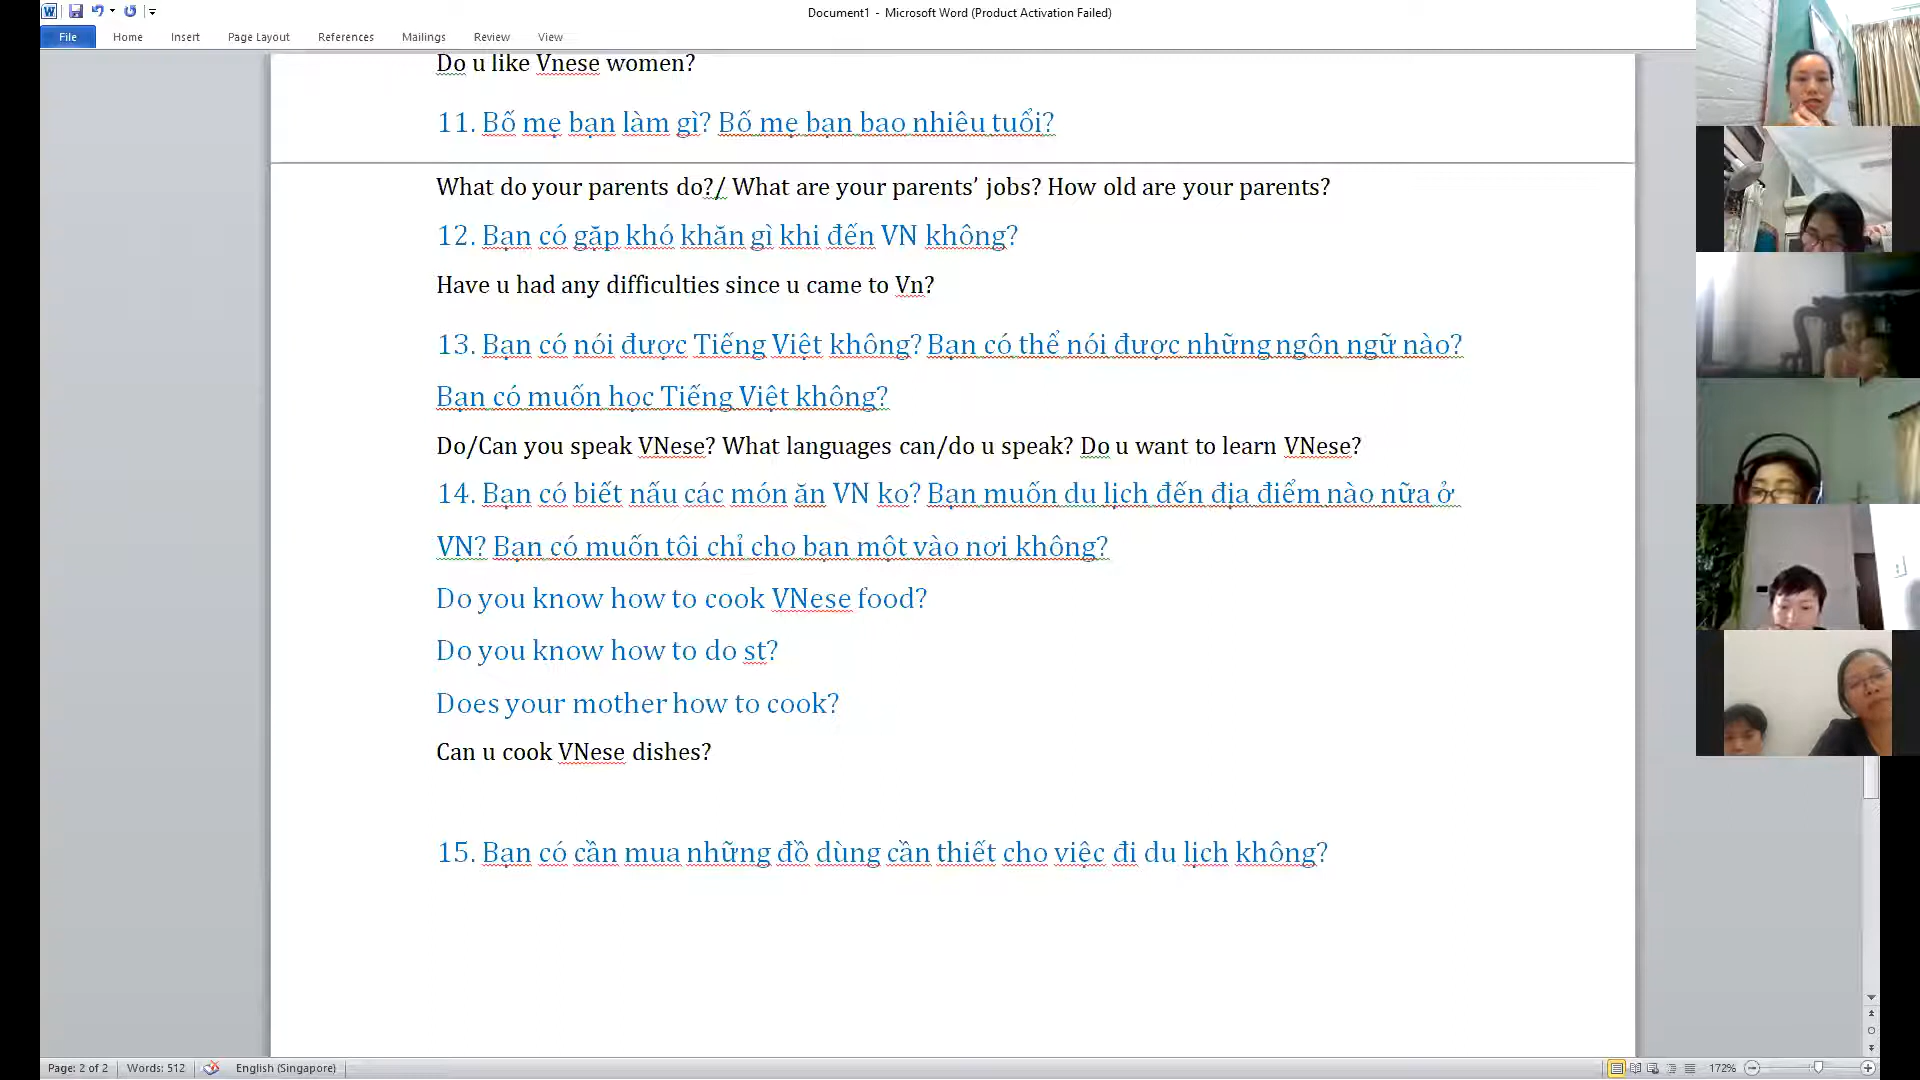 Document1 - Microsoft Word (Product Activation Failed)
File Home Insert Page Layout References Mailings Review View
Do u like Vnese women?
11. Bố mẹ bạn làm gì? Bố mẹ bạn bao nhiêu tuổi?
What do your parents do?/ What are your parents’ jobs? How old are your parents?
12. Bạn có gặp khó khăn gì khi đến VN không?
Have u had any difficulties since u came to Vn?
13. Bạn có nói được Tiếng Việt không? Bạn có thể nói được những ngôn ngữ nào?
Bạn có muốn học Tiếng Việt không?
Do/Can you speak VNese? What languages can/do u speak? Do u want to learn VNese?
14. Bạn có biết nấu các món ăn VN ko? Bạn muốn du lịch đến địa điểm nào nữa ở
VN? Bạn có muốn tôi chỉ cho bạn một vào nơi không?
Do you know how to cook VNese food?
Do you know how to do st?
Does your mother how to cook?
Can u cook VNese dishes?
15. Bạn có cần mua những đồ dùng cần thiết cho việc đi du lịch không?
Page: 2 of 2 Words: 512 English (Singapore) 172%